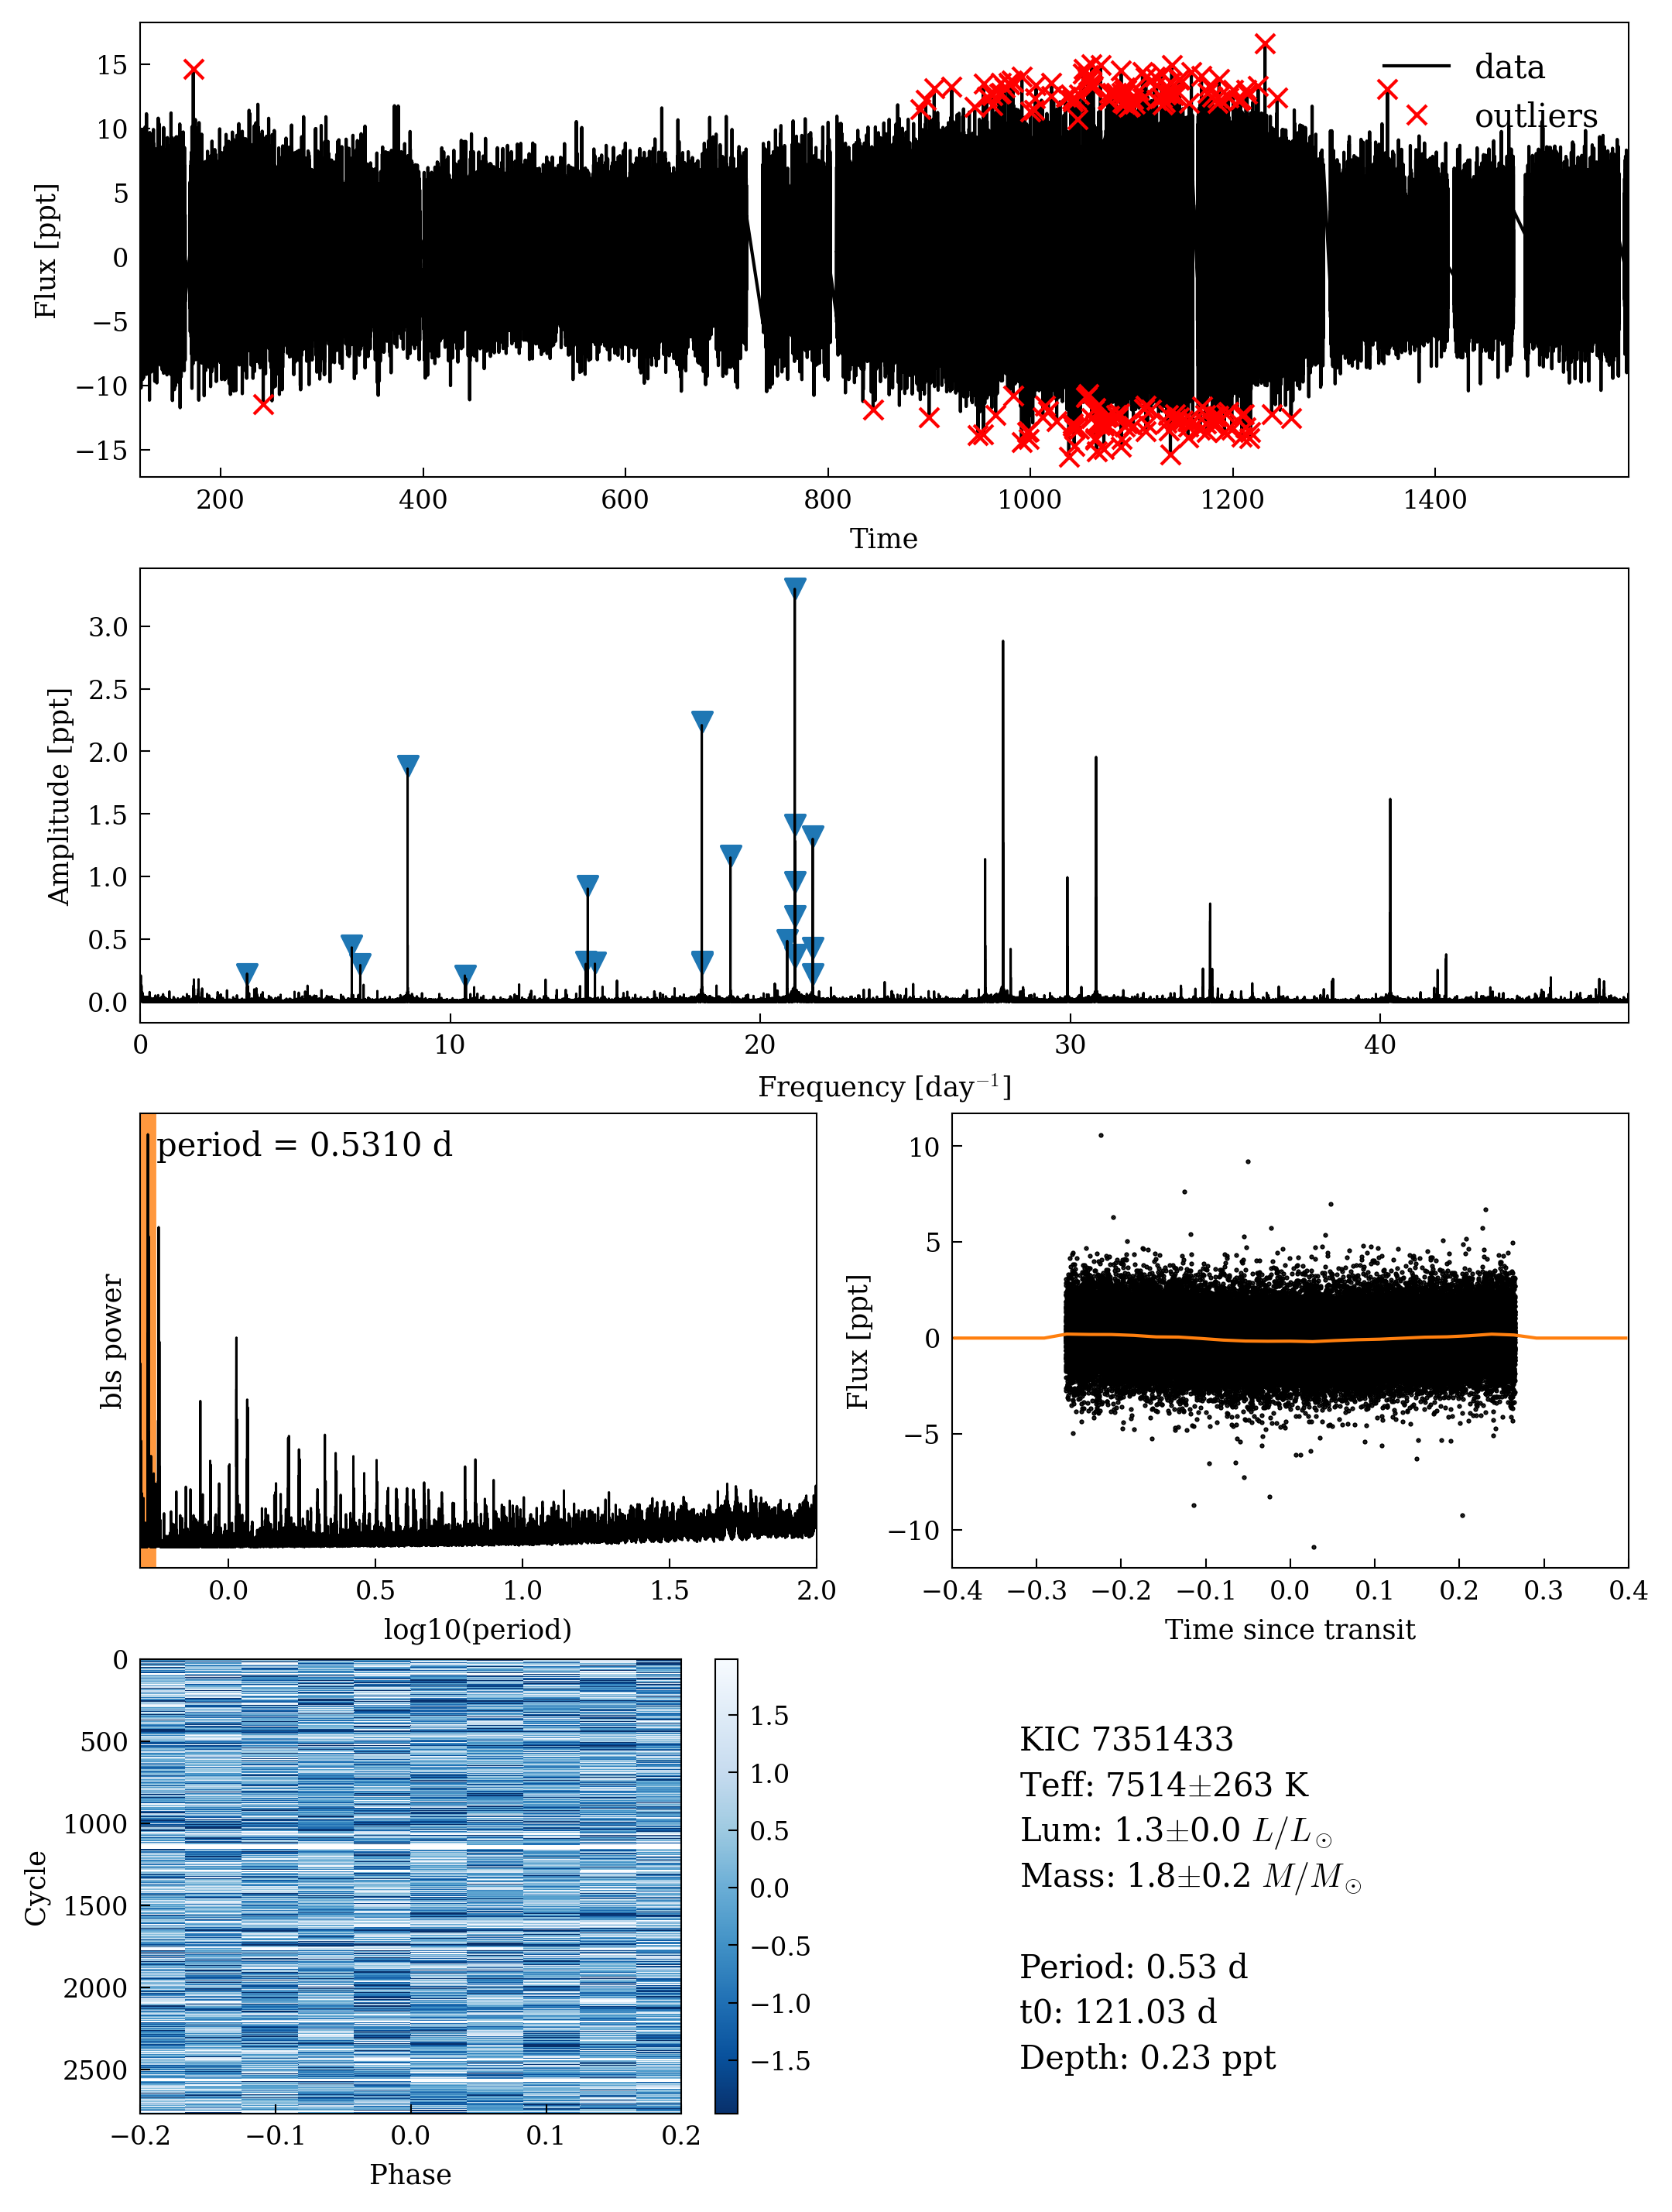 15
10
5
0
−5
−10
−15
Flux [ppt]
data
outliers
200 400 600 800 1000 1200 1400
Time
3.0
2.5
2.0
1.5
1.0
0.5
0.0
Amplitude [ppt]
0 10 20 30 40
Frequency [day⁻¹]
period = 0.5310 d
bls power
0.0 0.5 1.0 1.5 2.0
log10(period)
10
5
0
−5
−10
Flux [ppt]
−0.4 −0.3 −0.2 −0.1 0.0 0.1 0.2 0.3 0.4
Time since transit
0
500
1000
1500
2000
2500
Cycle
−0.2 −0.1 0.0 0.1 0.2
Phase
1.5
1.0
0.5
0.0
−0.5
−1.0
−1.5
KIC 7351433
Teff: 7514±263 K
Lum: 1.3±0.0 L/L⊙
Mass: 1.8±0.2 M/M⊙
Period: 0.53 d
t0: 121.03 d
Depth: 0.23 ppt